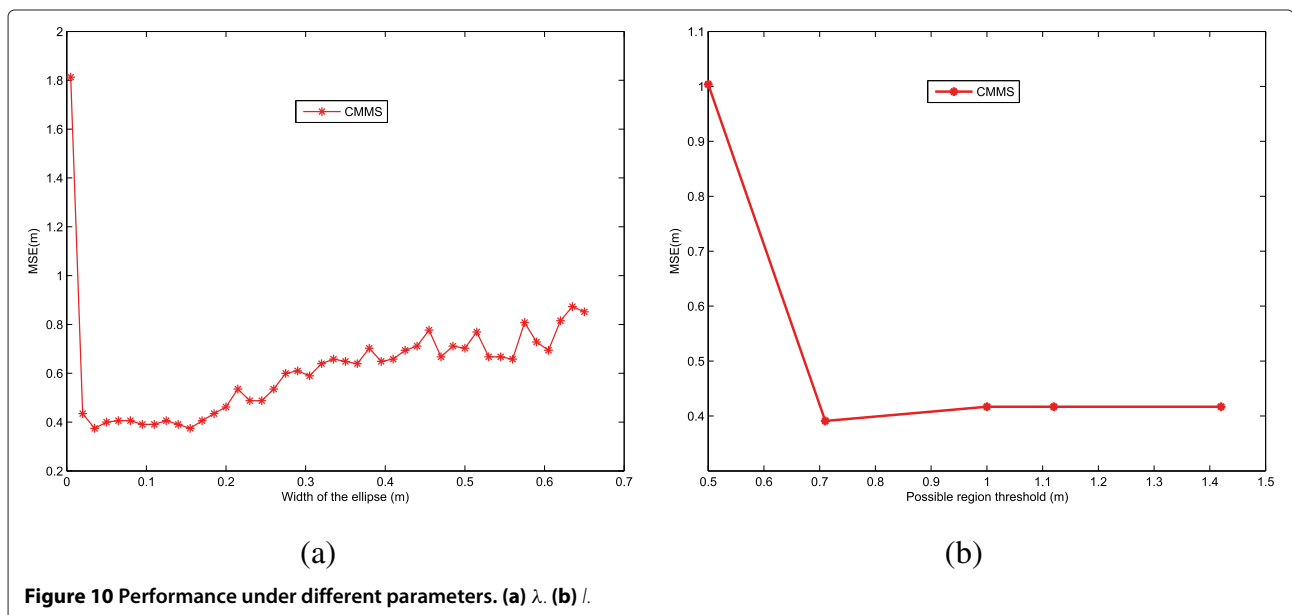 2
1.8
1.6
1.4
1.2
1
0.8
0.6
0.4
0.2
MSE(m)
CMMS
0 0.1 0.2 0.3 0.4 0.5 0.6 0.7
Width of the ellipse (m)
(a)
1.1
1
0.9
0.8
0.7
0.6
0.5
0.4
MSE(m)
CMMS
0.5 0.6 0.7 0.8 0.9 1 1.1 1.2 1.3 1.4 1.5
Possible region threshold (m)
(b)
Figure 10 Performance under different parameters. (a) λ. (b) l.